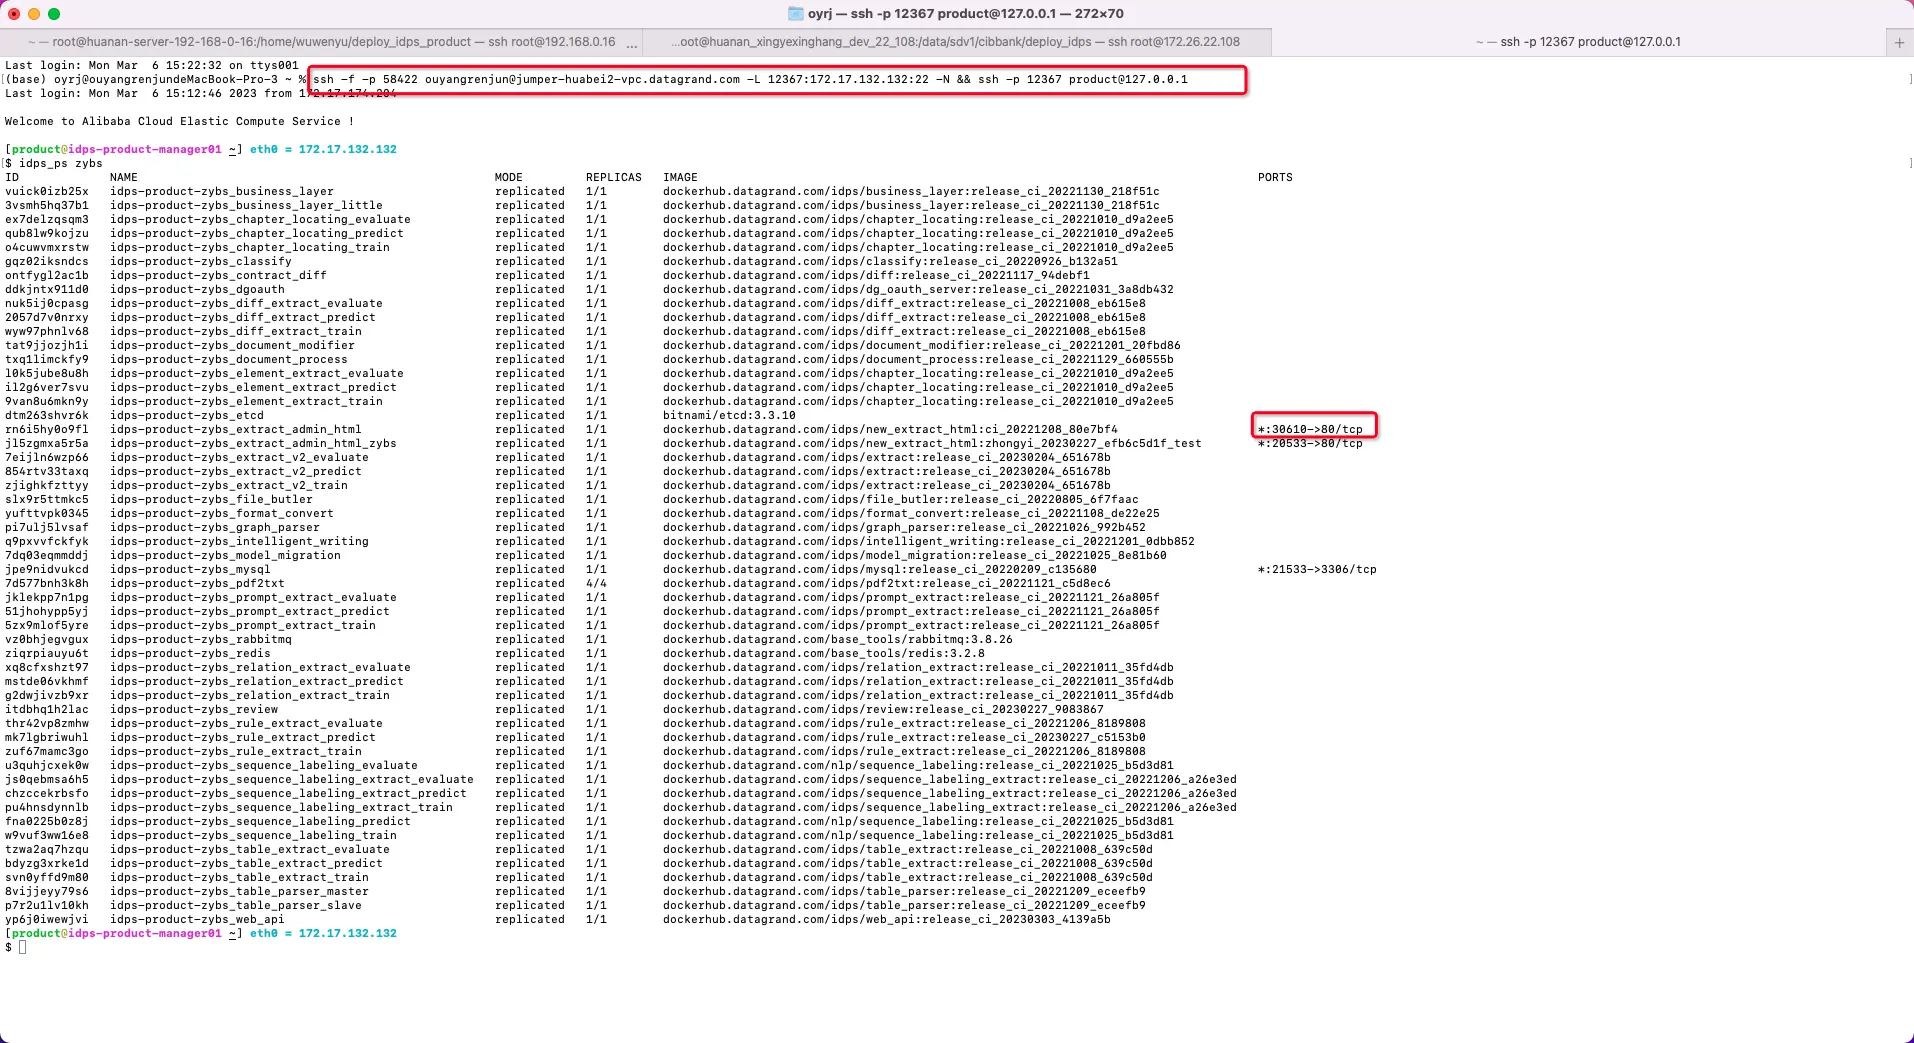 oyrj — ssh -p 12367 product@127.0.0.1 — 272×70
~ — root@huanan-server-192-168-0-16:/home/wuwenyu/deploy_idps_product — ssh root@192.168.0.16 ...
...oot@huanan_xingyexinghang_dev_22_108:/data/sdv1/cibbank/deploy_idps — ssh root@172.26.22.108
~ — ssh -p 12367 product@127.0.0.1
+
Last login: Mon Mar  6 15:22:32 on ttys001
(base) oyrj@ouyangrenjundeMacBook-Pro-3 ~ % ssh -f -p 58422 ouyangrenjun@jumper-huabei2-vpc.datagrand.com -L 12367:172.17.132.132:22 -N && ssh -p 12367 product@127.0.0.1
Last login: Mon Mar  6 15:12:46 2023 from 172.17.174.204
Welcome to Alibaba Cloud Elastic Compute Service !
[product@idps-product-manager01 ~] eth0 = 172.17.132.132
$ idps_ps zybs
ID NAME MODE REPLICAS IMAGE PORTS
vuick0izb25x idps-product-zybs_business_layer replicated 1/1 dockerhub.datagrand.com/idps/business_layer:release_ci_20221130_218f51c
3vsmh5hq37b1 idps-product-zybs_business_layer_little replicated 1/1 dockerhub.datagrand.com/idps/business_layer:release_ci_20221130_218f51c
ex7delzqsqm3 idps-product-zybs_chapter_locating_evaluate replicated 1/1 dockerhub.datagrand.com/idps/chapter_locating:release_ci_20221010_d9a2ee5
qub8lw9kojzu idps-product-zybs_chapter_locating_predict replicated 1/1 dockerhub.datagrand.com/idps/chapter_locating:release_ci_20221010_d9a2ee5
o4cuwvmxrstw idps-product-zybs_chapter_locating_train replicated 1/1 dockerhub.datagrand.com/idps/chapter_locating:release_ci_20221010_d9a2ee5
gqz02iksndcs idps-product-zybs_classify replicated 1/1 dockerhub.datagrand.com/idps/classify:release_ci_20220926_b132a51
ontfygl2ac1b idps-product-zybs_contract_diff replicated 1/1 dockerhub.datagrand.com/idps/diff:release_ci_20221117_94debf1
ddkjntx911d0 idps-product-zybs_dgoauth replicated 1/1 dockerhub.datagrand.com/idps/dg_oauth_server:release_ci_20221031_3a8db432
nuk5ij0cpasg idps-product-zybs_diff_extract_evaluate replicated 1/1 dockerhub.datagrand.com/idps/diff_extract:release_ci_20221008_eb615e8
2057d7v0nrxy idps-product-zybs_diff_extract_predict replicated 1/1 dockerhub.datagrand.com/idps/diff_extract:release_ci_20221008_eb615e8
wyw97phnlv68 idps-product-zybs_diff_extract_train replicated 1/1 dockerhub.datagrand.com/idps/diff_extract:release_ci_20221008_eb615e8
tat9jjozjh1i idps-product-zybs_document_modifier replicated 1/1 dockerhub.datagrand.com/idps/document_modifier:release_ci_20221201_20fbd86
txq1limckfy9 idps-product-zybs_document_process replicated 1/1 dockerhub.datagrand.com/idps/document_process:release_ci_20221129_660555b
l0k5jube8u8h idps-product-zybs_element_extract_evaluate replicated 1/1 dockerhub.datagrand.com/idps/chapter_locating:release_ci_20221010_d9a2ee5
il2g6ver7svu idps-product-zybs_element_extract_predict replicated 1/1 dockerhub.datagrand.com/idps/chapter_locating:release_ci_20221010_d9a2ee5
9van8u6mkn9y idps-product-zybs_element_extract_train replicated 1/1 dockerhub.datagrand.com/idps/chapter_locating:release_ci_20221010_d9a2ee5
dtm263shvr6k idps-product-zybs_etcd replicated 1/1 bitnami/etcd:3.3.10
rn6i5hy0o9fl idps-product-zybs_extract_admin_html replicated 1/1 dockerhub.datagrand.com/idps/new_extract_html:ci_20221208_80e7bf4 *:30610->80/tcp
jl5zgmxa5r5a idps-product-zybs_extract_admin_html_zybs replicated 1/1 dockerhub.datagrand.com/idps/new_extract_html:zhongyi_20230227_efb6c5d1f_test *:20533->80/tcp
7eijln6wzp66 idps-product-zybs_extract_v2_evaluate replicated 1/1 dockerhub.datagrand.com/idps/extract:release_ci_20230204_651678b
854rtv33taxq idps-product-zybs_extract_v2_predict replicated 1/1 dockerhub.datagrand.com/idps/extract:release_ci_20230204_651678b
zjighkfzttyy idps-product-zybs_extract_v2_train replicated 1/1 dockerhub.datagrand.com/idps/extract:release_ci_20230204_651678b
slx9r5ttmkc5 idps-product-zybs_file_butler replicated 1/1 dockerhub.datagrand.com/idps/file_butler:release_ci_20220805_6f7faac
yufttvpk0345 idps-product-zybs_format_convert replicated 1/1 dockerhub.datagrand.com/idps/format_convert:release_ci_20221108_de22e25
pi7ulj5lvsaf idps-product-zybs_graph_parser replicated 1/1 dockerhub.datagrand.com/idps/graph_parser:release_ci_20221026_992b452
q9pxvvfckfyk idps-product-zybs_intelligent_writing replicated 1/1 dockerhub.datagrand.com/idps/intelligent_writing:release_ci_20221201_0dbb852
7dq03eqmmddj idps-product-zybs_model_migration replicated 1/1 dockerhub.datagrand.com/idps/model_migration:release_ci_20221025_8e81b60
jpe9nidvukcd idps-product-zybs_mysql replicated 1/1 dockerhub.datagrand.com/idps/mysql:release_ci_20220209_c135680 *:21533->3306/tcp
7d577bnh3k8h idps-product-zybs_pdf2txt replicated 4/4 dockerhub.datagrand.com/idps/pdf2txt:release_ci_20221121_c5d8ec6
jklekpp7n1pg idps-product-zybs_prompt_extract_evaluate replicated 1/1 dockerhub.datagrand.com/idps/prompt_extract:release_ci_20221121_26a805f
51jhohypp5yj idps-product-zybs_prompt_extract_predict replicated 1/1 dockerhub.datagrand.com/idps/prompt_extract:release_ci_20221121_26a805f
5zx9mlof5yre idps-product-zybs_prompt_extract_train replicated 1/1 dockerhub.datagrand.com/idps/prompt_extract:release_ci_20221121_26a805f
vz0bhjegvgux idps-product-zybs_rabbitmq replicated 1/1 dockerhub.datagrand.com/base_tools/rabbitmq:3.8.26
ziqrpiauyu6t idps-product-zybs_redis replicated 1/1 dockerhub.datagrand.com/base_tools/redis:3.2.8
xq8cfxshzt97 idps-product-zybs_relation_extract_evaluate replicated 1/1 dockerhub.datagrand.com/idps/relation_extract:release_ci_20221011_35fd4db
mstde06vkhmf idps-product-zybs_relation_extract_predict replicated 1/1 dockerhub.datagrand.com/idps/relation_extract:release_ci_20221011_35fd4db
g2dwjivzb9xr idps-product-zybs_relation_extract_train replicated 1/1 dockerhub.datagrand.com/idps/relation_extract:release_ci_20221011_35fd4db
itdbhq1h2lac idps-product-zybs_review replicated 1/1 dockerhub.datagrand.com/idps/review:release_ci_20230227_9083867
thr42vp8zmhw idps-product-zybs_rule_extract_evaluate replicated 1/1 dockerhub.datagrand.com/idps/rule_extract:release_ci_20221206_8189808
mk7lgbriwuhl idps-product-zybs_rule_extract_predict replicated 1/1 dockerhub.datagrand.com/idps/rule_extract:release_ci_20230227_c5153b0
zuf67mamc3go idps-product-zybs_rule_extract_train replicated 1/1 dockerhub.datagrand.com/idps/rule_extract:release_ci_20221206_8189808
u3quhjcxek0w idps-product-zybs_sequence_labeling_evaluate replicated 1/1 dockerhub.datagrand.com/nlp/sequence_labeling:release_ci_20221025_b5d3d81
js0qebmsa6h5 idps-product-zybs_sequence_labeling_extract_evaluate replicated 1/1 dockerhub.datagrand.com/idps/sequence_labeling_extract:release_ci_20221206_a26e3ed
chzccekrbsfo idps-product-zybs_sequence_labeling_extract_predict replicated 1/1 dockerhub.datagrand.com/idps/sequence_labeling_extract:release_ci_20221206_a26e3ed
pu4hnsdynnlb idps-product-zybs_sequence_labeling_extract_train replicated 1/1 dockerhub.datagrand.com/idps/sequence_labeling_extract:release_ci_20221206_a26e3ed
fna0225b0z8j idps-product-zybs_sequence_labeling_predict replicated 1/1 dockerhub.datagrand.com/nlp/sequence_labeling:release_ci_20221025_b5d3d81
w9vuf3ww16e8 idps-product-zybs_sequence_labeling_train replicated 1/1 dockerhub.datagrand.com/nlp/sequence_labeling:release_ci_20221025_b5d3d81
tzwa2aq7hzqu idps-product-zybs_table_extract_evaluate replicated 1/1 dockerhub.datagrand.com/idps/table_extract:release_ci_20221008_639c50d
bdyzg3xrke1d idps-product-zybs_table_extract_predict replicated 1/1 dockerhub.datagrand.com/idps/table_extract:release_ci_20221008_639c50d
svn0yffd9m80 idps-product-zybs_table_extract_train replicated 1/1 dockerhub.datagrand.com/idps/table_extract:release_ci_20221008_639c50d
8vijjeyy79s6 idps-product-zybs_table_parser_master replicated 1/1 dockerhub.datagrand.com/idps/table_parser:release_ci_20221209_eceefb9
p7r2u1lv10kh idps-product-zybs_table_parser_slave replicated 1/1 dockerhub.datagrand.com/idps/table_parser:release_ci_20221209_eceefb9
yp6j0iwewjvi idps-product-zybs_web_api replicated 1/1 dockerhub.datagrand.com/idps/web_api:release_ci_20230303_4139a5b
[product@idps-product-manager01 ~] eth0 = 172.17.132.132
$